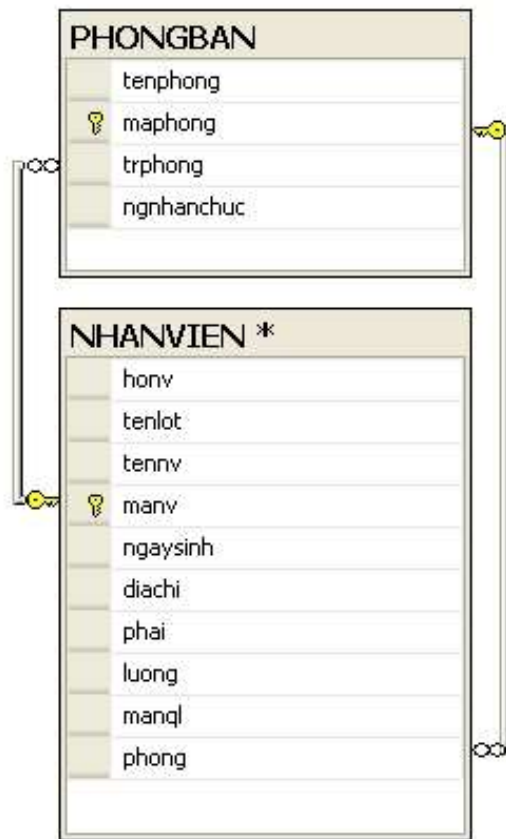 PHONGBAN
tenphong
maphong
trphong
ngnhanchuc
NHANVIEN *
honv
tenlot
tennv
manv
ngaysinh
diachi
phai
luong
manql
phong